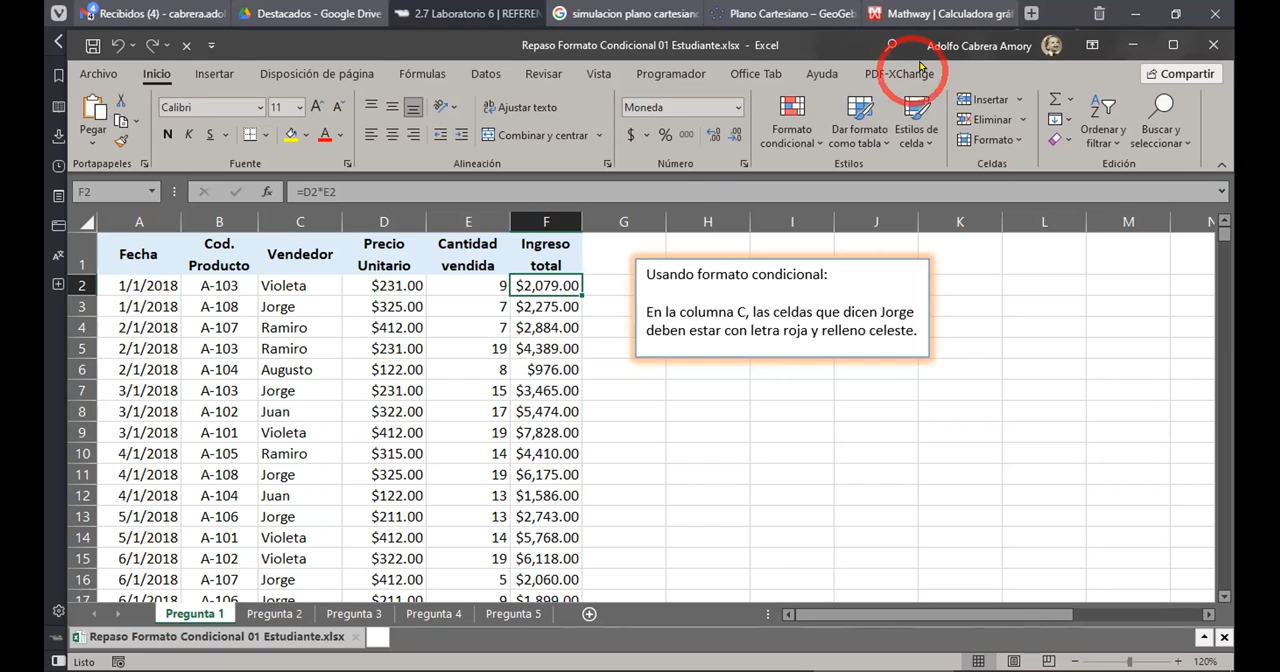 Recibidos (4) - cabrera.adol
Destacados - Google Drive
2.7 Laboratorio 6 | REFEREN
simulacion plano cartesian
Plano Cartesiano – GeoGeb
Mathway | Calculadora gráf
Repaso Formato Condicional 01 Estudiante.xlsx - Excel
Adolfo Cabrera Amory
Archivo Inicio Insertar Disposición de página Fórmulas Datos Revisar Vista Programador Office Tab Ayuda PDF-XChange Compartir
Pegar
Calibri 11
N K S
Ajustar texto
Combinar y centrar
Moneda
$ % 000
Formato condicional
Dar formato como tabla
Estilos de celda
Insertar
Eliminar
Formato
Ordenar y filtrar
Buscar y seleccionar
Portapapeles Fuente Alineación Número Estilos Celdas Edición
F2 fx =D2*E2
A B C D E F G H I J K L M N
1 Fecha Cod. Producto Vendedor Precio Unitario Cantidad vendida Ingreso total
2 1/1/2018 A-103 Violeta $231.00 9 $2,079.00
3 1/1/2018 A-108 Jorge $325.00 7 $2,275.00
4 2/1/2018 A-107 Ramiro $412.00 7 $2,884.00
5 2/1/2018 A-103 Ramiro $231.00 19 $4,389.00
6 2/1/2018 A-104 Augusto $122.00 8 $976.00
7 3/1/2018 A-103 Jorge $231.00 15 $3,465.00
8 3/1/2018 A-102 Juan $322.00 17 $5,474.00
9 3/1/2018 A-101 Violeta $412.00 19 $7,828.00
10 4/1/2018 A-105 Ramiro $315.00 14 $4,410.00
11 4/1/2018 A-108 Jorge $325.00 19 $6,175.00
12 4/1/2018 A-104 Juan $122.00 13 $1,586.00
13 5/1/2018 A-106 Jorge $211.00 13 $2,743.00
14 5/1/2018 A-101 Violeta $412.00 14 $5,768.00
15 6/1/2018 A-102 Violeta $322.00 19 $6,118.00
16 6/1/2018 A-107 Jorge $412.00 5 $2,060.00
17 6/1/2018 A-106 Jorge $211.00 9 $1,899.00
Usando formato condicional:
En la columna C, las celdas que dicen Jorge
deben estar con letra roja y relleno celeste.
Pregunta 1 Pregunta 2 Pregunta 3 Pregunta 4 Pregunta 5
Repaso Formato Condicional 01 Estudiante.xlsx
Listo
120%